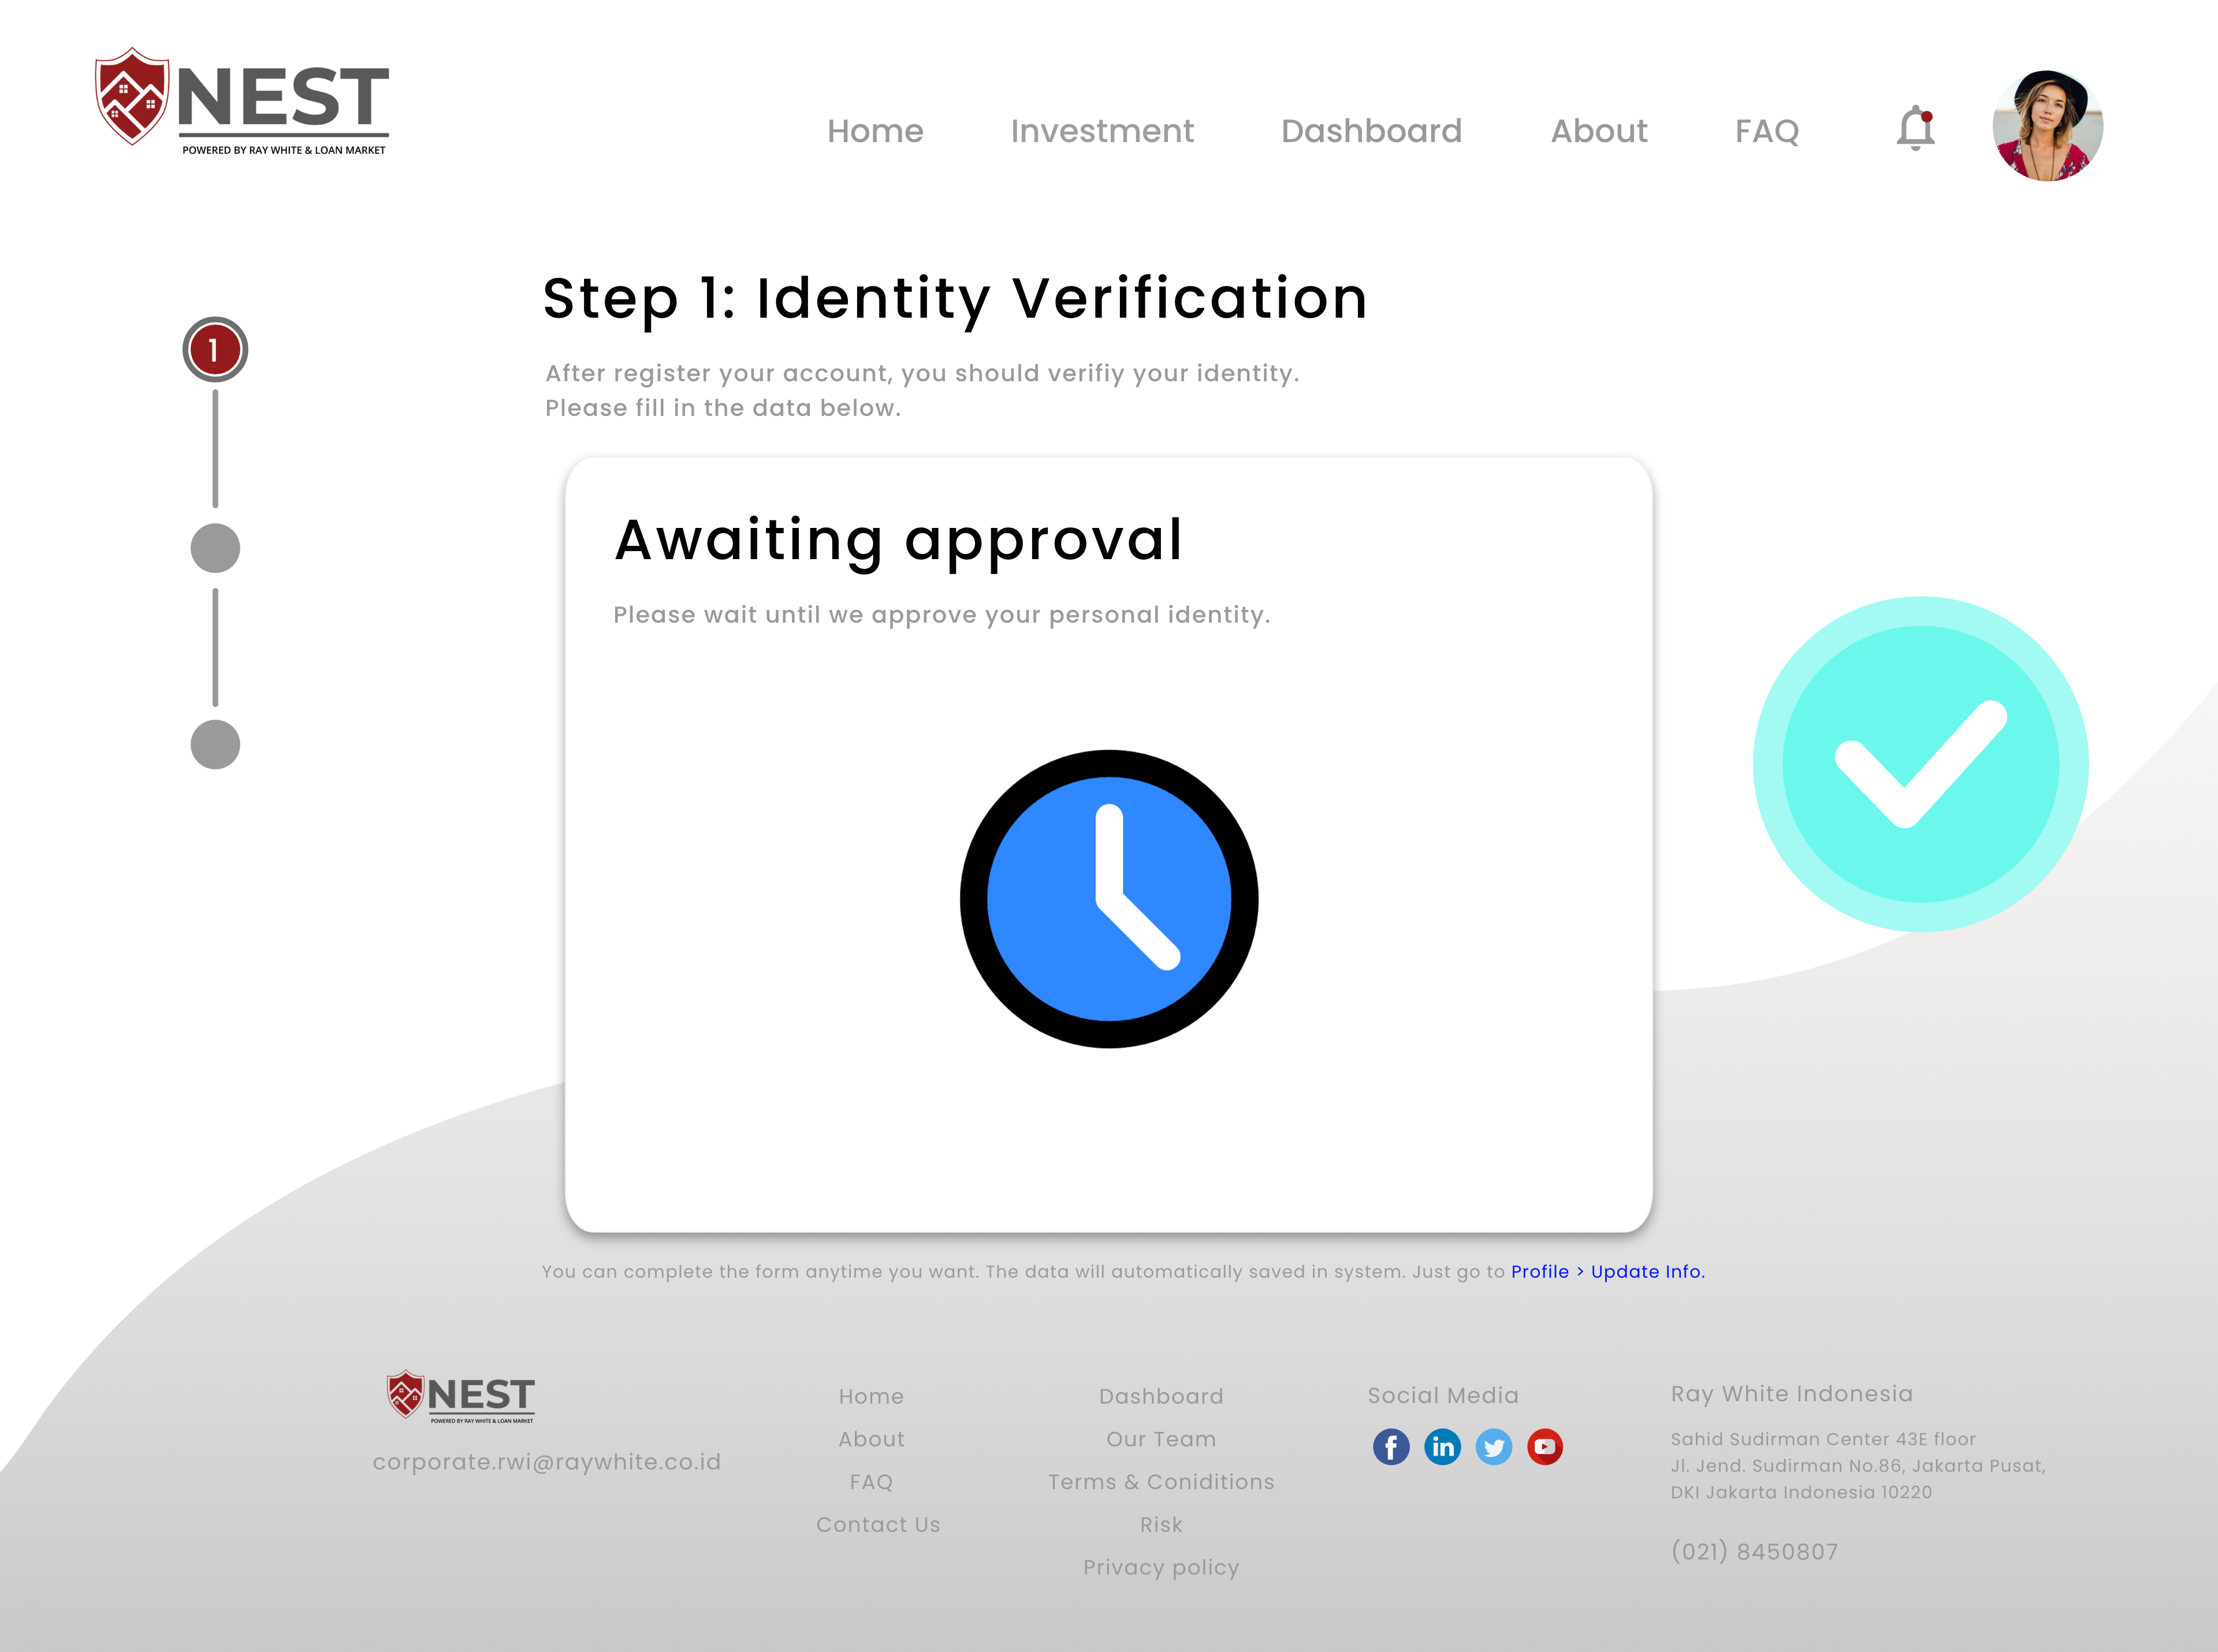 NEST
POWERED BY RAY WHITE & LOAN MARKET
Home Investment Dashboard About FAQ
Step 1: Identity Verification
1
After register your account, you should verifiy your identity.
Please fill in the data below.
Awaiting approval
Please wait until we approve your personal identity.
You can complete the form anytime you want. The data will automatically saved in system. Just go to Profile > Update Info.
NEST
POWERED BY RAY WHITE & LOAN MARKET
corporate.rwi@raywhite.co.id
Home
About
FAQ
Contact Us
Dashboard
Our Team
Terms & Coniditions
Risk
Privacy policy
Social Media
f
in
Ray White Indonesia
Sahid Sudirman Center 43E floor
Jl. Jend. Sudirman No.86, Jakarta Pusat,
DKI Jakarta Indonesia 10220
(021) 8450807